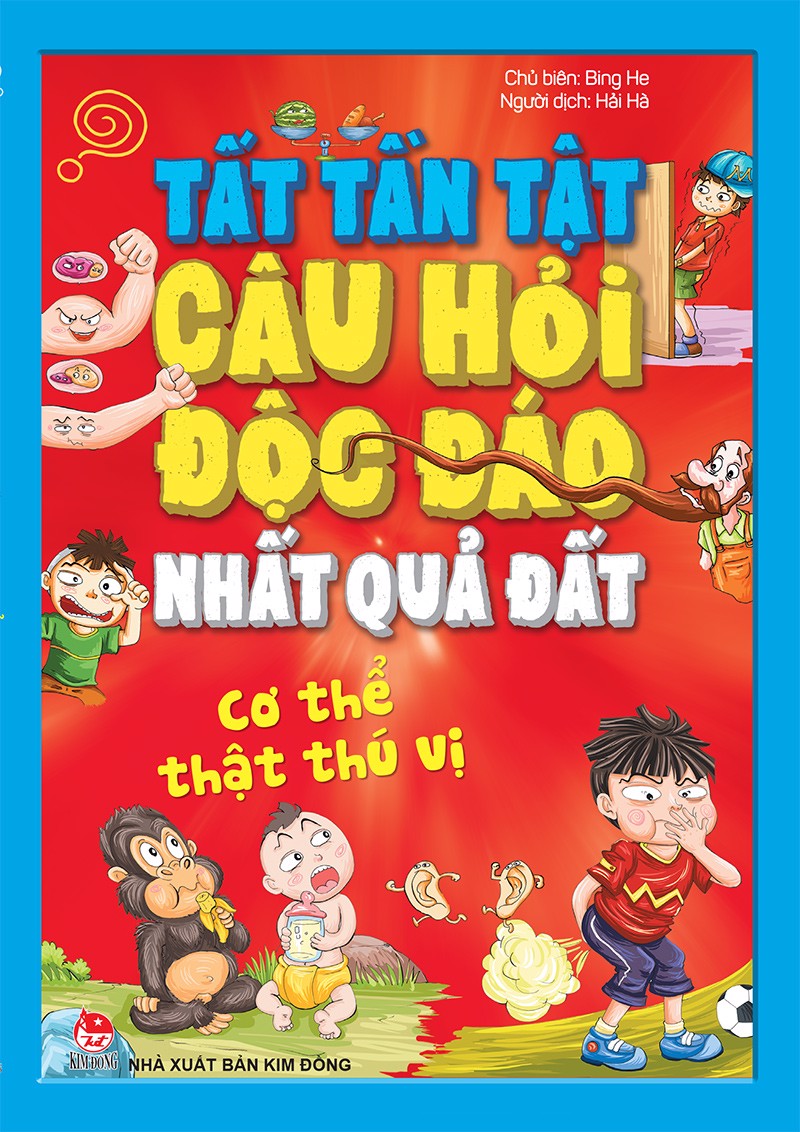 Chủ biên: Bing He
Người dịch: Hải Hà
TẤT TẦN TẬT
CÂU HỎI
ĐỘC ĐÁO
NHẤT QUẢ ĐẤT
Cơ thể
thật thú vị
M
KIM ĐỒNG
NHÀ XUẤT BẢN KIM ĐỒNG